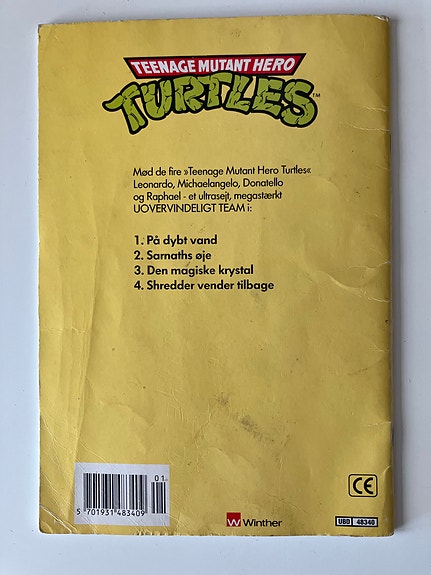 TEENAGE MUTANT HERO
TURTLES™
Mød de fire »Teenage Mutant Hero Turtles«
Leonardo, Michaelangelo, Donatello
og Raphael - et ultrasejt, megastærkt
UOVERVINDELIGT TEAM i:
1. På dybt vand
2. Sarnaths øje
3. Den magiske krystal
4. Shredder vender tilbage
01
5 701931 483409
W Winther
CE
UBD 48340